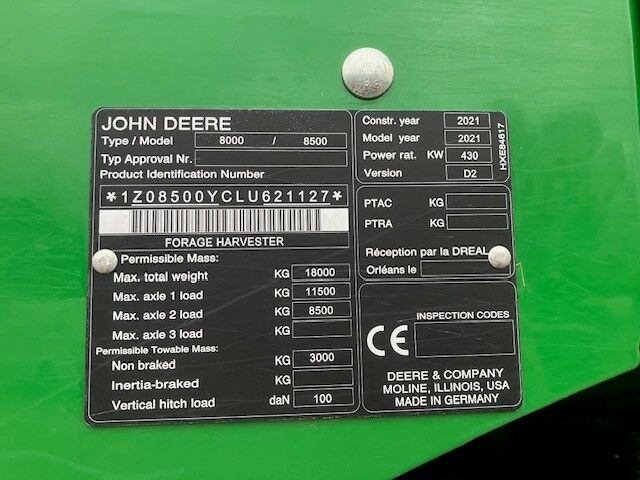 JOHN DEERE
Type / Model 8000 / 8500
Typ Approval Nr.
Product Identification Number
*1Z08500YCLU621127*
FORAGE HARVESTER
Permissible Mass:
Max. total weight KG 18000
Max. axle 1 load KG 11500
Max. axle 2 load KG 8500
Max. axle 3 load KG
Permissible Towable Mass:
Non braked KG 3000
Inertia-braked KG
Vertical hitch load daN 100
Constr. year 2021
Model year 2021
Power rat. KW 430
Version D2
HXE84617
PTAC KG
PTRA KG
Réception par la DREAL
Orléans le
INSPECTION CODES
CE
DEERE & COMPANY
MOLINE, ILLINOIS, USA
MADE IN GERMANY